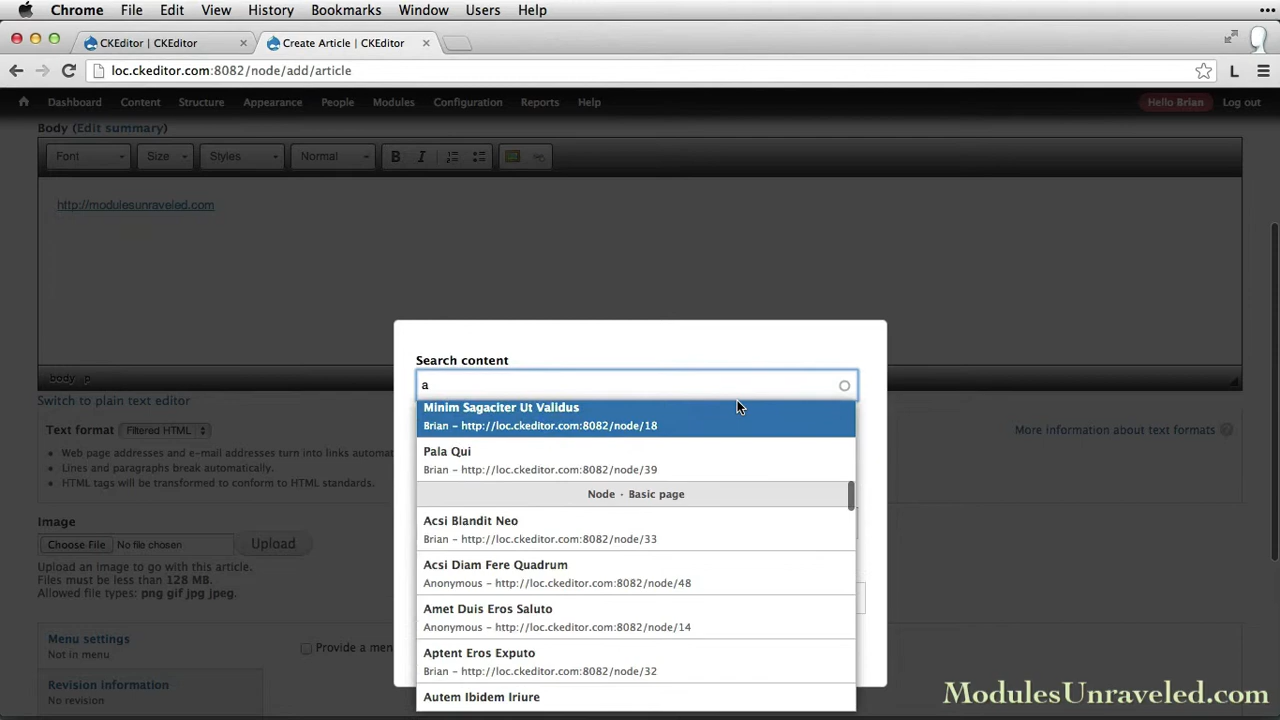 Chrome File Edit View History Bookmarks Window Users Help
CKEditor | CKEditor
Create Article | CKEditor
loc.ckeditor.com:8082/node/add/article
L
Dashboard Content Structure Appearance People Modules Configuration Reports Help
Hello Brian Log out
Body (Edit summary)
Font Size Styles Normal B I
http://modulesunraveled.com
body p
Switch to plain text editor
Text format Filtered HTML
More information about text formats ?
Web page addresses and e-mail addresses turn into links automat
Lines and paragraphs break automatically.
HTML tags will be transformed to conform to HTML standards.
Image
Choose File No file chosen Upload
Upload an image to go with this article.
Files must be less than 128 MB.
Allowed file types: png gif jpg jpeg.
Menu settings
Not in menu
Provide a men
Revision information
No revision
Search content
a
Minim Sagaciter Ut Validus
Brian - http://loc.ckeditor.com:8082/node/18
Pala Qui
Brian - http://loc.ckeditor.com:8082/node/39
Node · Basic page
Acsi Blandit Neo
Brian - http://loc.ckeditor.com:8082/node/33
Acsi Diam Fere Quadrum
Anonymous - http://loc.ckeditor.com:8082/node/48
Amet Duis Eros Saluto
Anonymous - http://loc.ckeditor.com:8082/node/14
Aptent Eros Exputo
Brian - http://loc.ckeditor.com:8082/node/32
Autem Ibidem Iriure
ModulesUnraveled.com